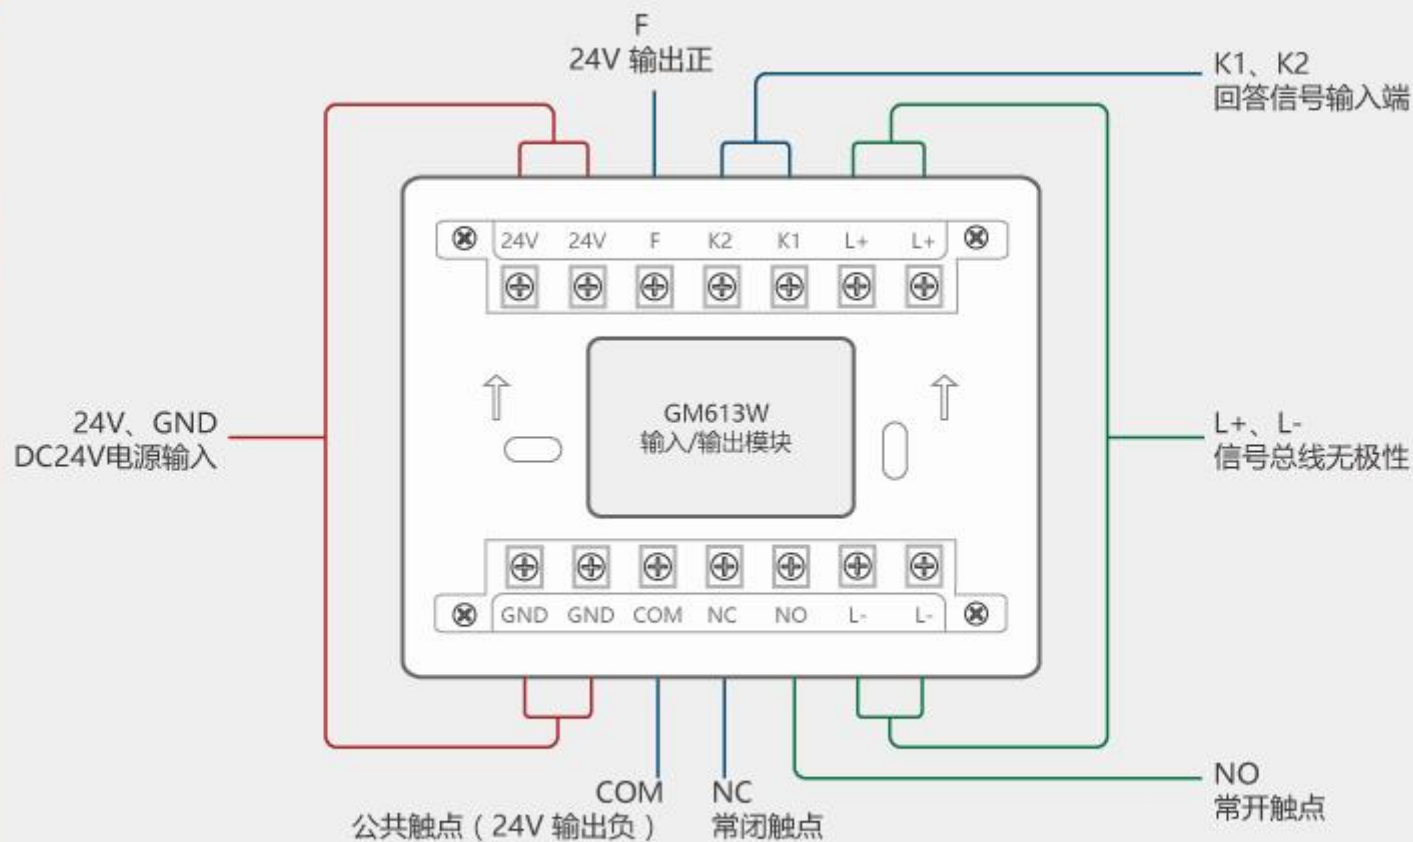 F
24V 输出正
K1、K2
回答信号输入端
24V 24V F K2 K1 L+ L+
24V、GND
DC24V电源输入
GM613W
输入/输出模块
L+、L-
信号总线无极性
GND GND COM NC NO L- L-
COM
公共触点（24V 输出负）
NC
常闭触点
NO
常开触点